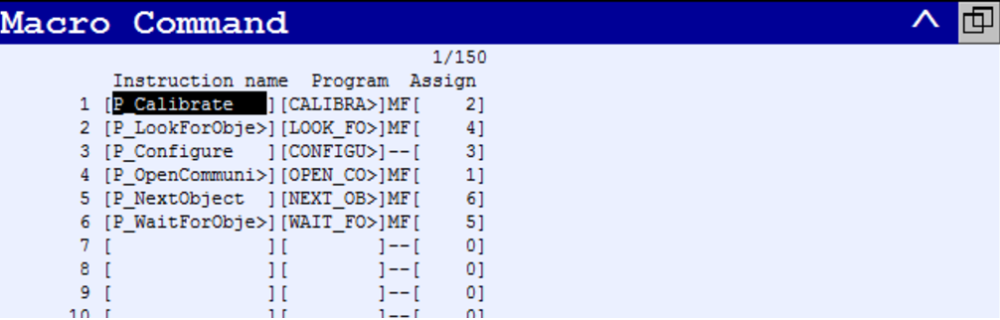 Macro Command
1/150
Instruction name Program Assign
1 [P_Calibrate ][CALIBRA>]MF[ 2]
2 [P_LookForObje>][LOOK_FO>]MF[ 4]
3 [P_Configure ][CONFIGU>]--[ 3]
4 [P_OpenCommuni>][OPEN_CO>]MF[ 1]
5 [P_NextObject ][NEXT_OB>]MF[ 6]
6 [P_WaitForObje>][WAIT_FO>]MF[ 5]
7 [ ][ ]--[ 0]
8 [ ][ ]--[ 0]
9 [ ][ ]--[ 0]
10 [ ][ ]--[ 0]